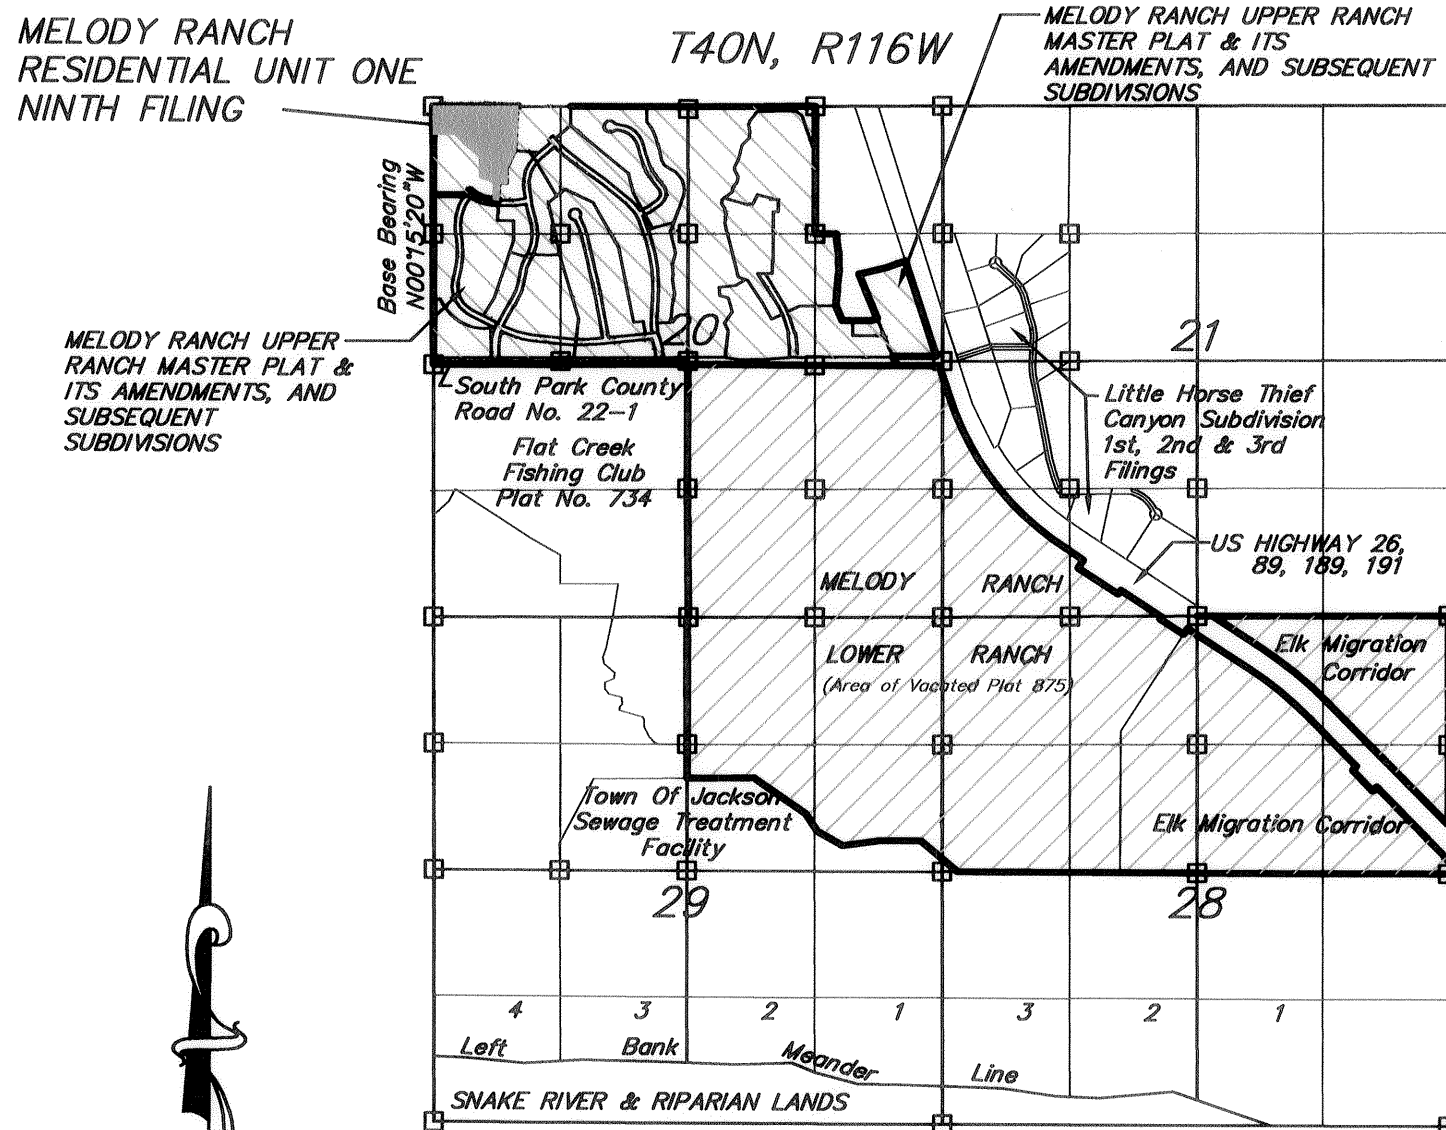 MELODY RANCH
RESIDENTIAL UNIT ONE
NINTH FILING
T40N, R116W
MELODY RANCH UPPER RANCH
MASTER PLAT & ITS
AMENDMENTS, AND SUBSEQUENT
SUBDIVISIONS
Base Bearing
N00°15'20"W
MELODY RANCH UPPER
RANCH MASTER PLAT &
ITS AMENDMENTS, AND
SUBSEQUENT
SUBDIVISIONS
20
21
South Park County
Road No. 22-1
Flat Creek
Fishing Club
Plat No. 734
Little Horse Thief
Canyon Subdivision
1st, 2nd & 3rd
Filings
US HIGHWAY 26,
89, 189, 191
MELODY RANCH
LOWER RANCH
(Area of Vacated Plat 875)
Elk Migration
Corridor
Elk Migration Corridor
Town Of Jackson
Sewage Treatment
Facility
29
28
4 3 2 1 3 2 1
Left Bank Meander Line
SNAKE RIVER & RIPARIAN LANDS